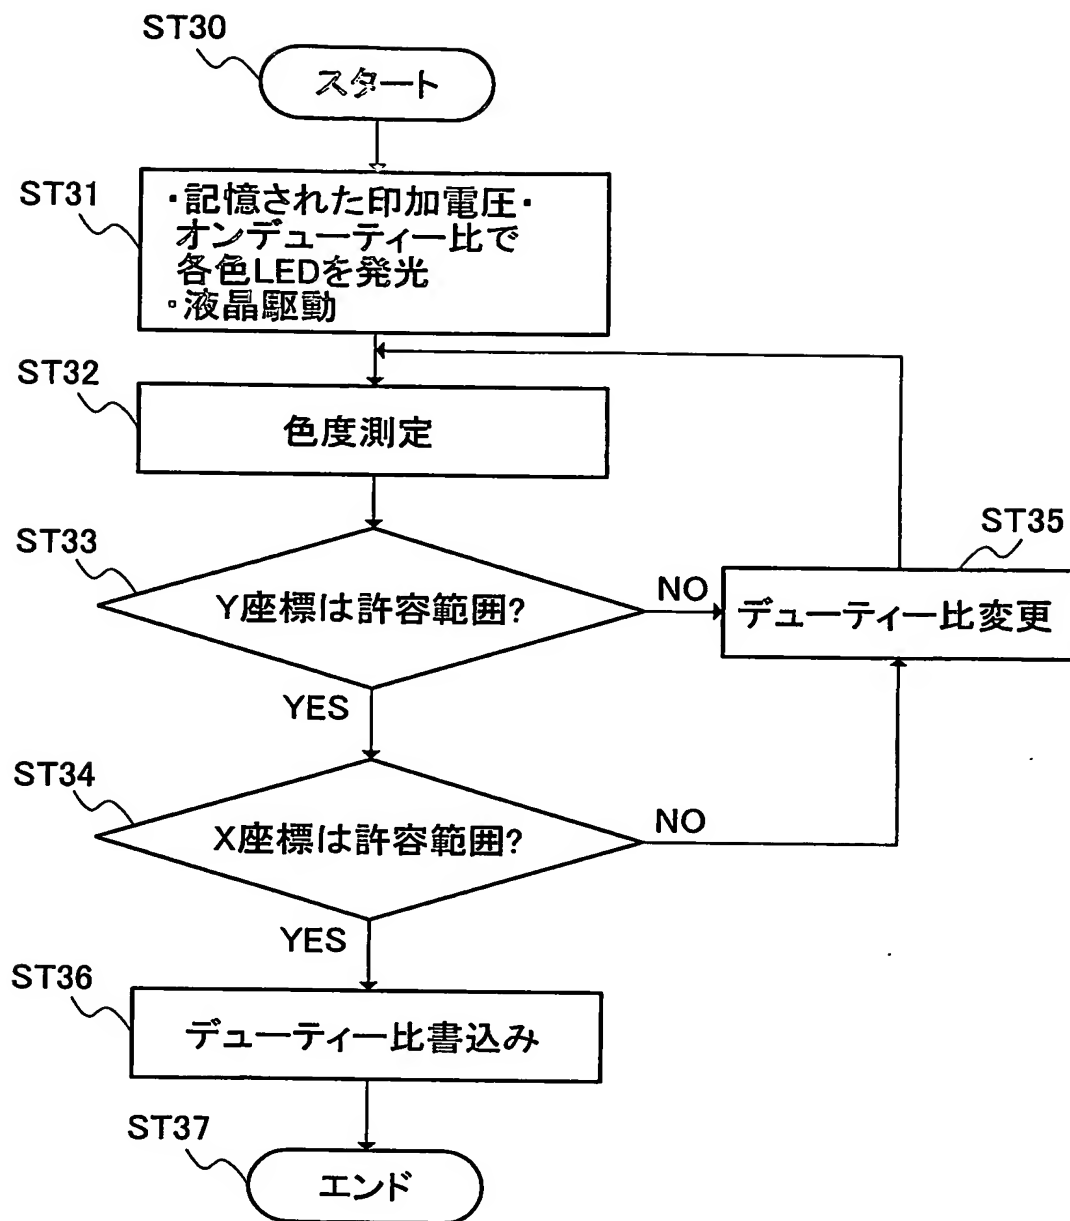 ST30
スタート
ST31
・記憶された印加電圧・
オンデューティー比で
各色LEDを発光
・液晶駆動
ST32
色度測定
ST33
Y座標は許容範囲?
NO
ST35
デューティー比変更
YES
ST34
X座標は許容範囲?
NO
YES
ST36
デューティー比書込み
ST37
エンド